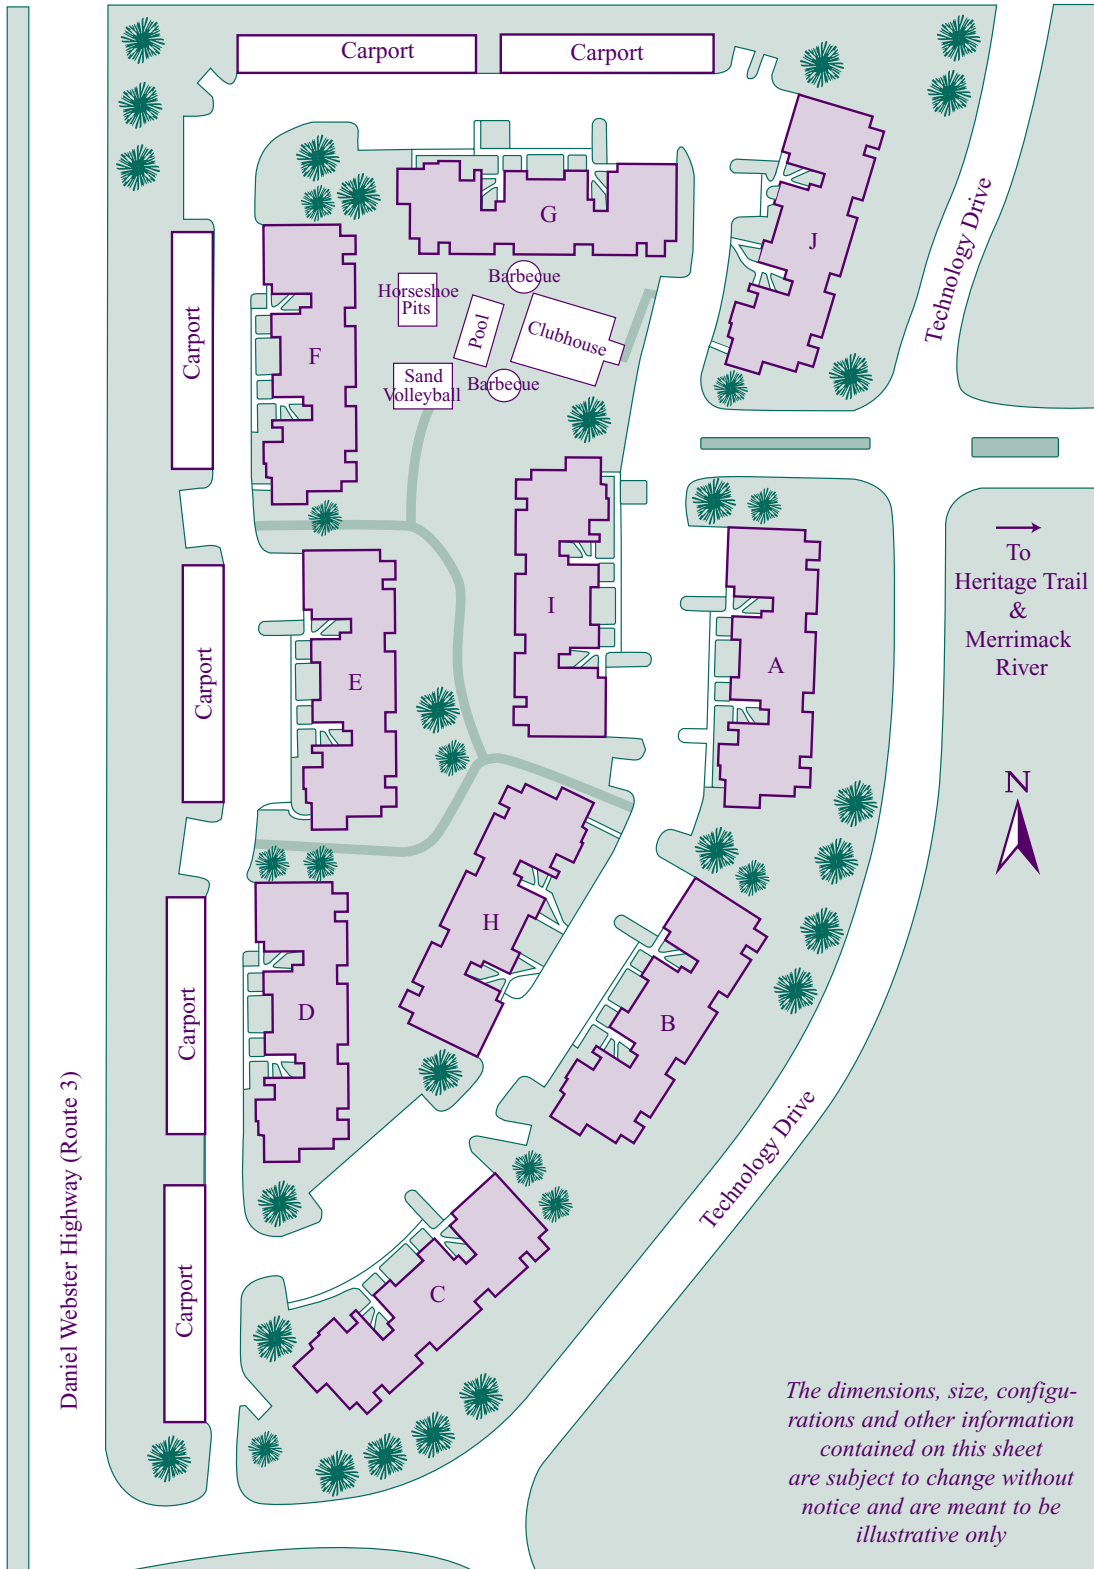 Carport
Carport
Technology Drive
G
J
Barbecue
Horseshoe
Pits
Pool
Clubhouse
Carport
F
Sand
Volleyball
Barbecue
To
Heritage Trail
&
Merrimack
River
I
A
Carport
E
N
H
Carport
D
B
Daniel Webster Highway (Route 3)
Technology Drive
Carport
C
The dimensions, size, configu-
rations and other information
contained on this sheet
are subject to change without
notice and are meant to be
illustrative only